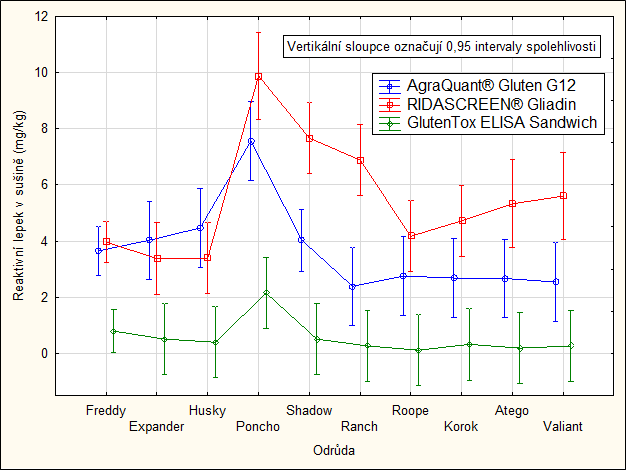 Vertikální sloupce označují 0,95 intervaly spolehlivosti
AgraQuant® Gluten G12
RIDASCREEN® Gliadin
GlutenTox ELISA Sandwich
Reaktivní lepek v sušině (mg/kg)
12
10
8
6
4
2
0
Freddy Husky Shadow Roope Atego
Expander Poncho Ranch Korok Valiant
Odrůda